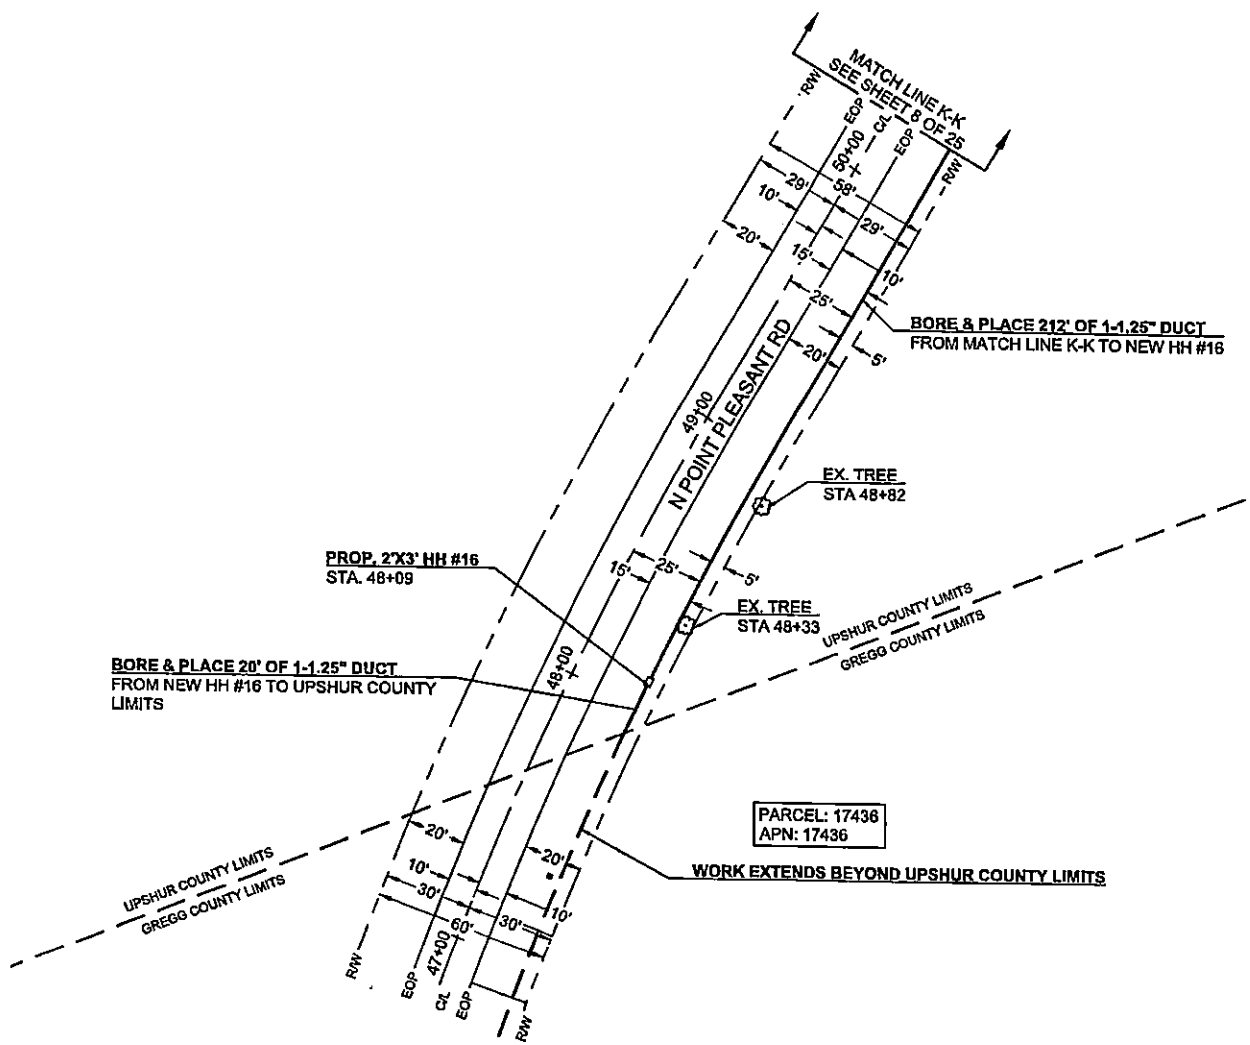 MATCH LINE K-K
SEE SHEET 8 OF 25
R/W
EOP
50+00
C/L
EOP
R/W
58'
29'
10'
29'
20'
15'
10'
25'
20'
5'
BORE & PLACE 212' OF 1-1.25" DUCT
FROM MATCH LINE K-K TO NEW HH #16
N POINT PLEASANT RD
49+00
EX. TREE
STA 48+82
PROP. 2'X3' HH #16
STA. 48+09
25'
15'
5'
EX. TREE
STA 48+33
UPSHUR COUNTY LIMITS
GREGG COUNTY LIMITS
BORE & PLACE 20' OF 1-1.25" DUCT
FROM NEW HH #16 TO UPSHUR COUNTY
LIMITS
48+00
PARCEL: 17436
APN: 17436
WORK EXTENDS BEYOND UPSHUR COUNTY LIMITS
UPSHUR COUNTY LIMITS
GREGG COUNTY LIMITS
20'
20'
10'
30'
10'
30'
60'
47+00
R/W
EOP
C/L
EOP
R/W